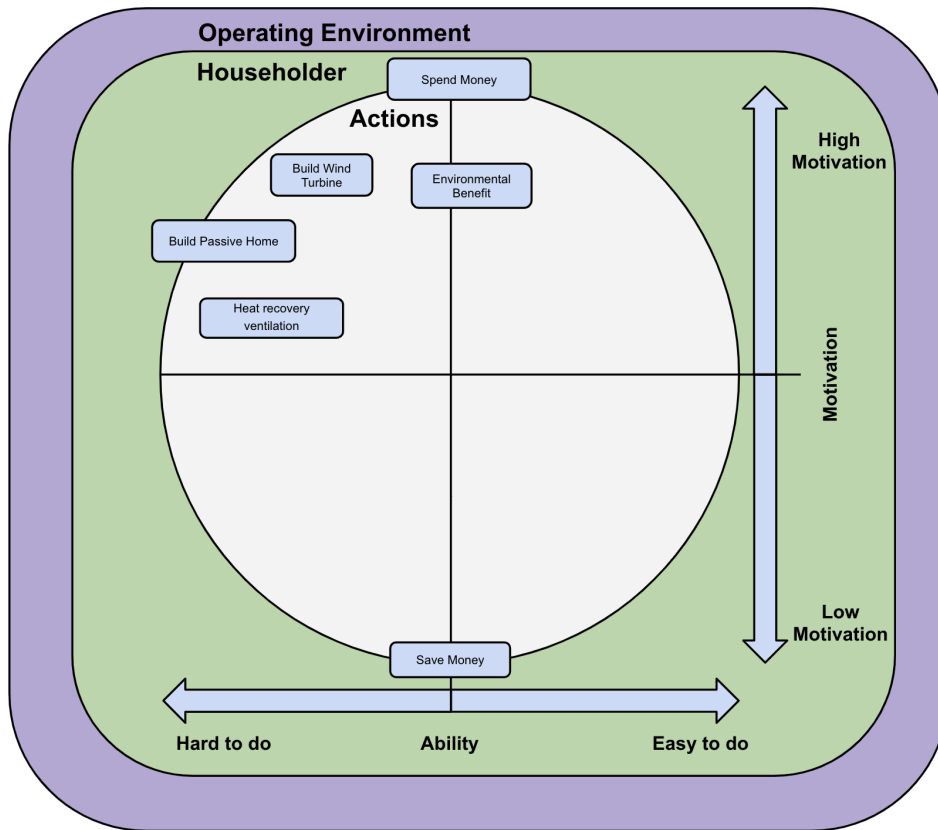 Operating Environment
Householder
Spend Money
Actions
High
Motivation
Build Wind
Turbine
Environmental
Benefit
Build Passive Home
Heat recovery
ventilation
Motivation
Low
Motivation
Save Money
Hard to do
Ability
Easy to do